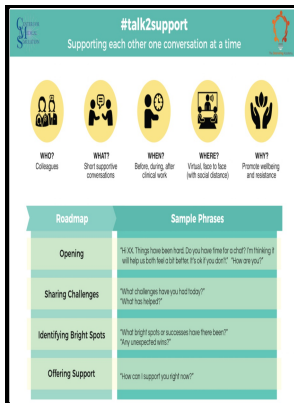 #talk2support
Supporting each other one conversation at a time
WHO?
Colleagues
WHAT?
Short supportive
conversations
WHEN?
Before, during, after
clinical work
WHERE?
Virtual, face to face
(with social distance)
WHY?
Promote wellbeing
and resistance
Roadmap
Sample Phrases
Opening
"Hi XX. Things have been hard. Do you have time for a chat? I'm thinking it
will help us both feel a bit better. It's ok if you don't." "How are you?"
Sharing Challenges
"What challenges have you had today?"
"What has helped?"
Identifying Bright Spots
"What bright spots or successes have there been?"
"Any unexpected wins?"
Offering Support
"How can I support you right now?"